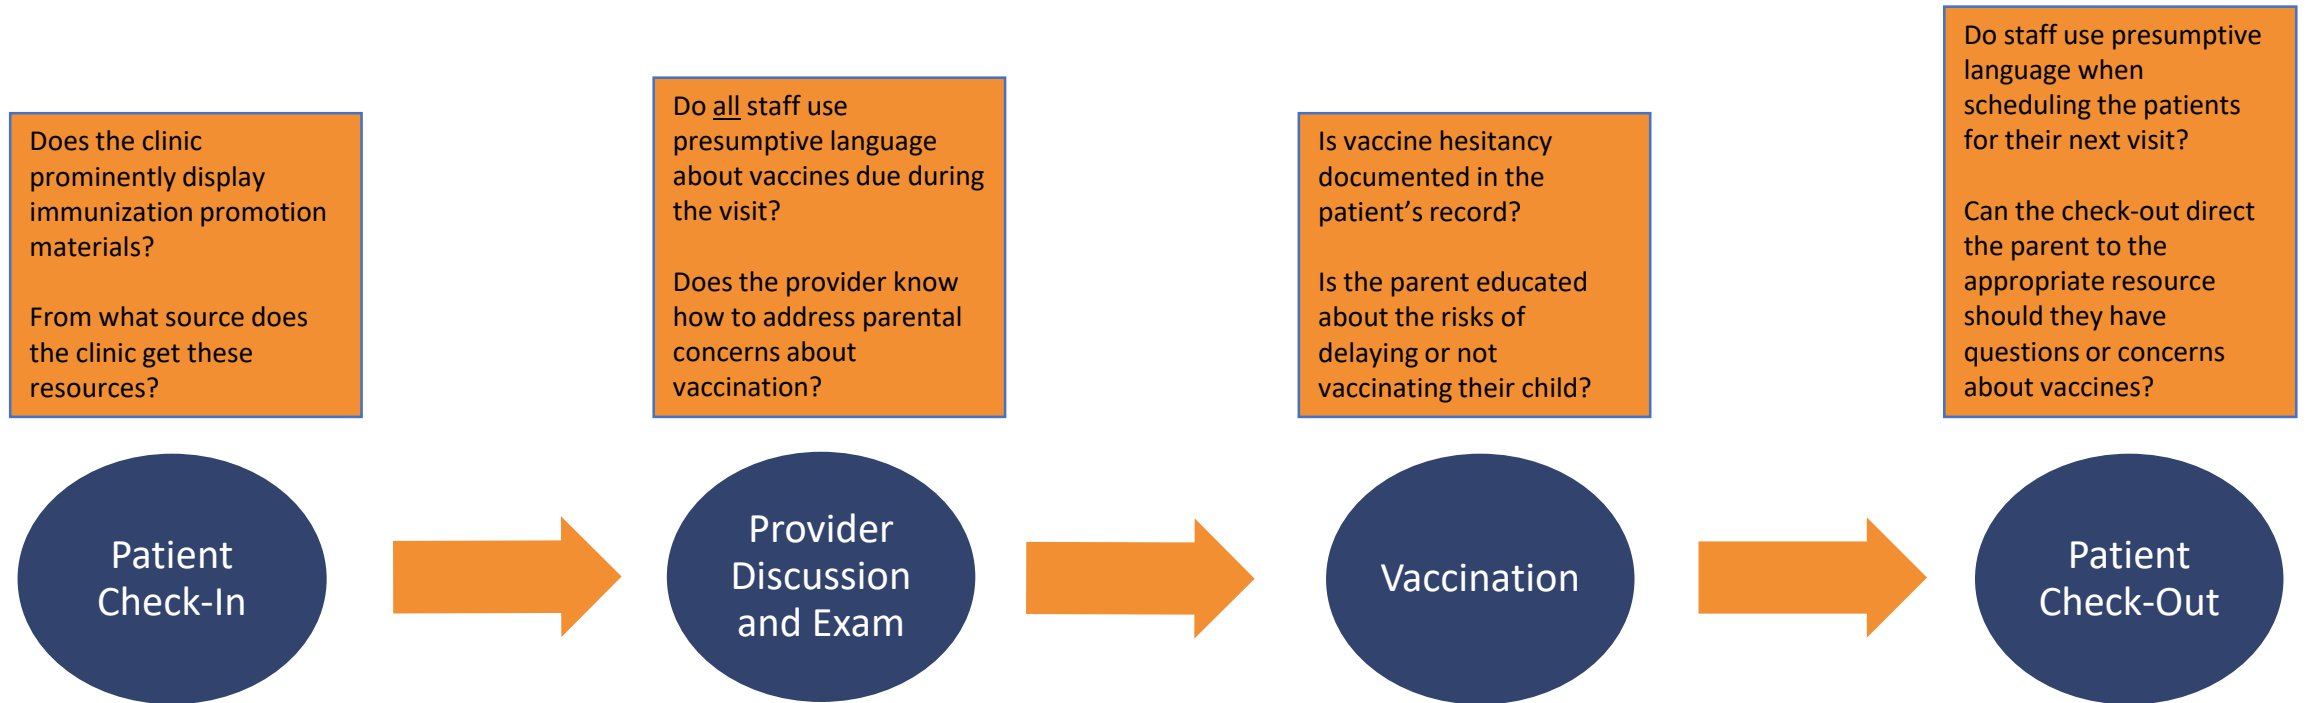 Does the clinic
prominently display
immunization promotion
materials?
From what source does
the clinic get these
resources?
Do all staff use
presumptive language
about vaccines due during
the visit?
Does the provider know
how to address parental
concerns about
vaccination?
Is vaccine hesitancy
documented in the
patient’s record?
Is the parent educated
about the risks of
delaying or not
vaccinating their child?
Do staff use presumptive
language when
scheduling the patients
for their next visit?
Can the check-out direct
the parent to the
appropriate resource
should they have
questions or concerns
about vaccines?
Patient
Check-In
Provider
Discussion
and Exam
Vaccination
Patient
Check-Out